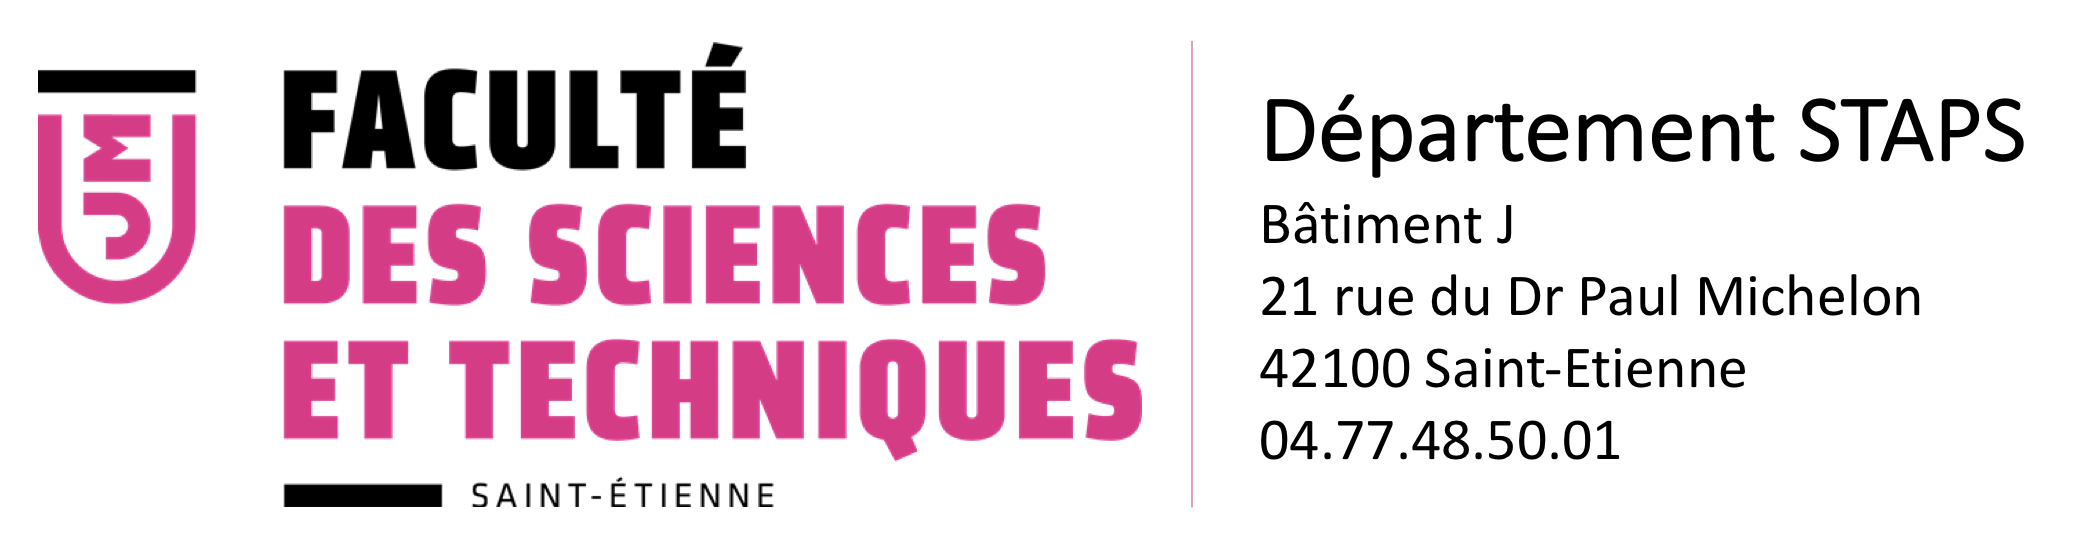 UJM
FACULTÉ
DES SCIENCES
ET TECHNIQUES
SAINT-ÉTIENNE
Département STAPS
Bâtiment J
21 rue du Dr Paul Michelon
42100 Saint-Etienne
04.77.48.50.01